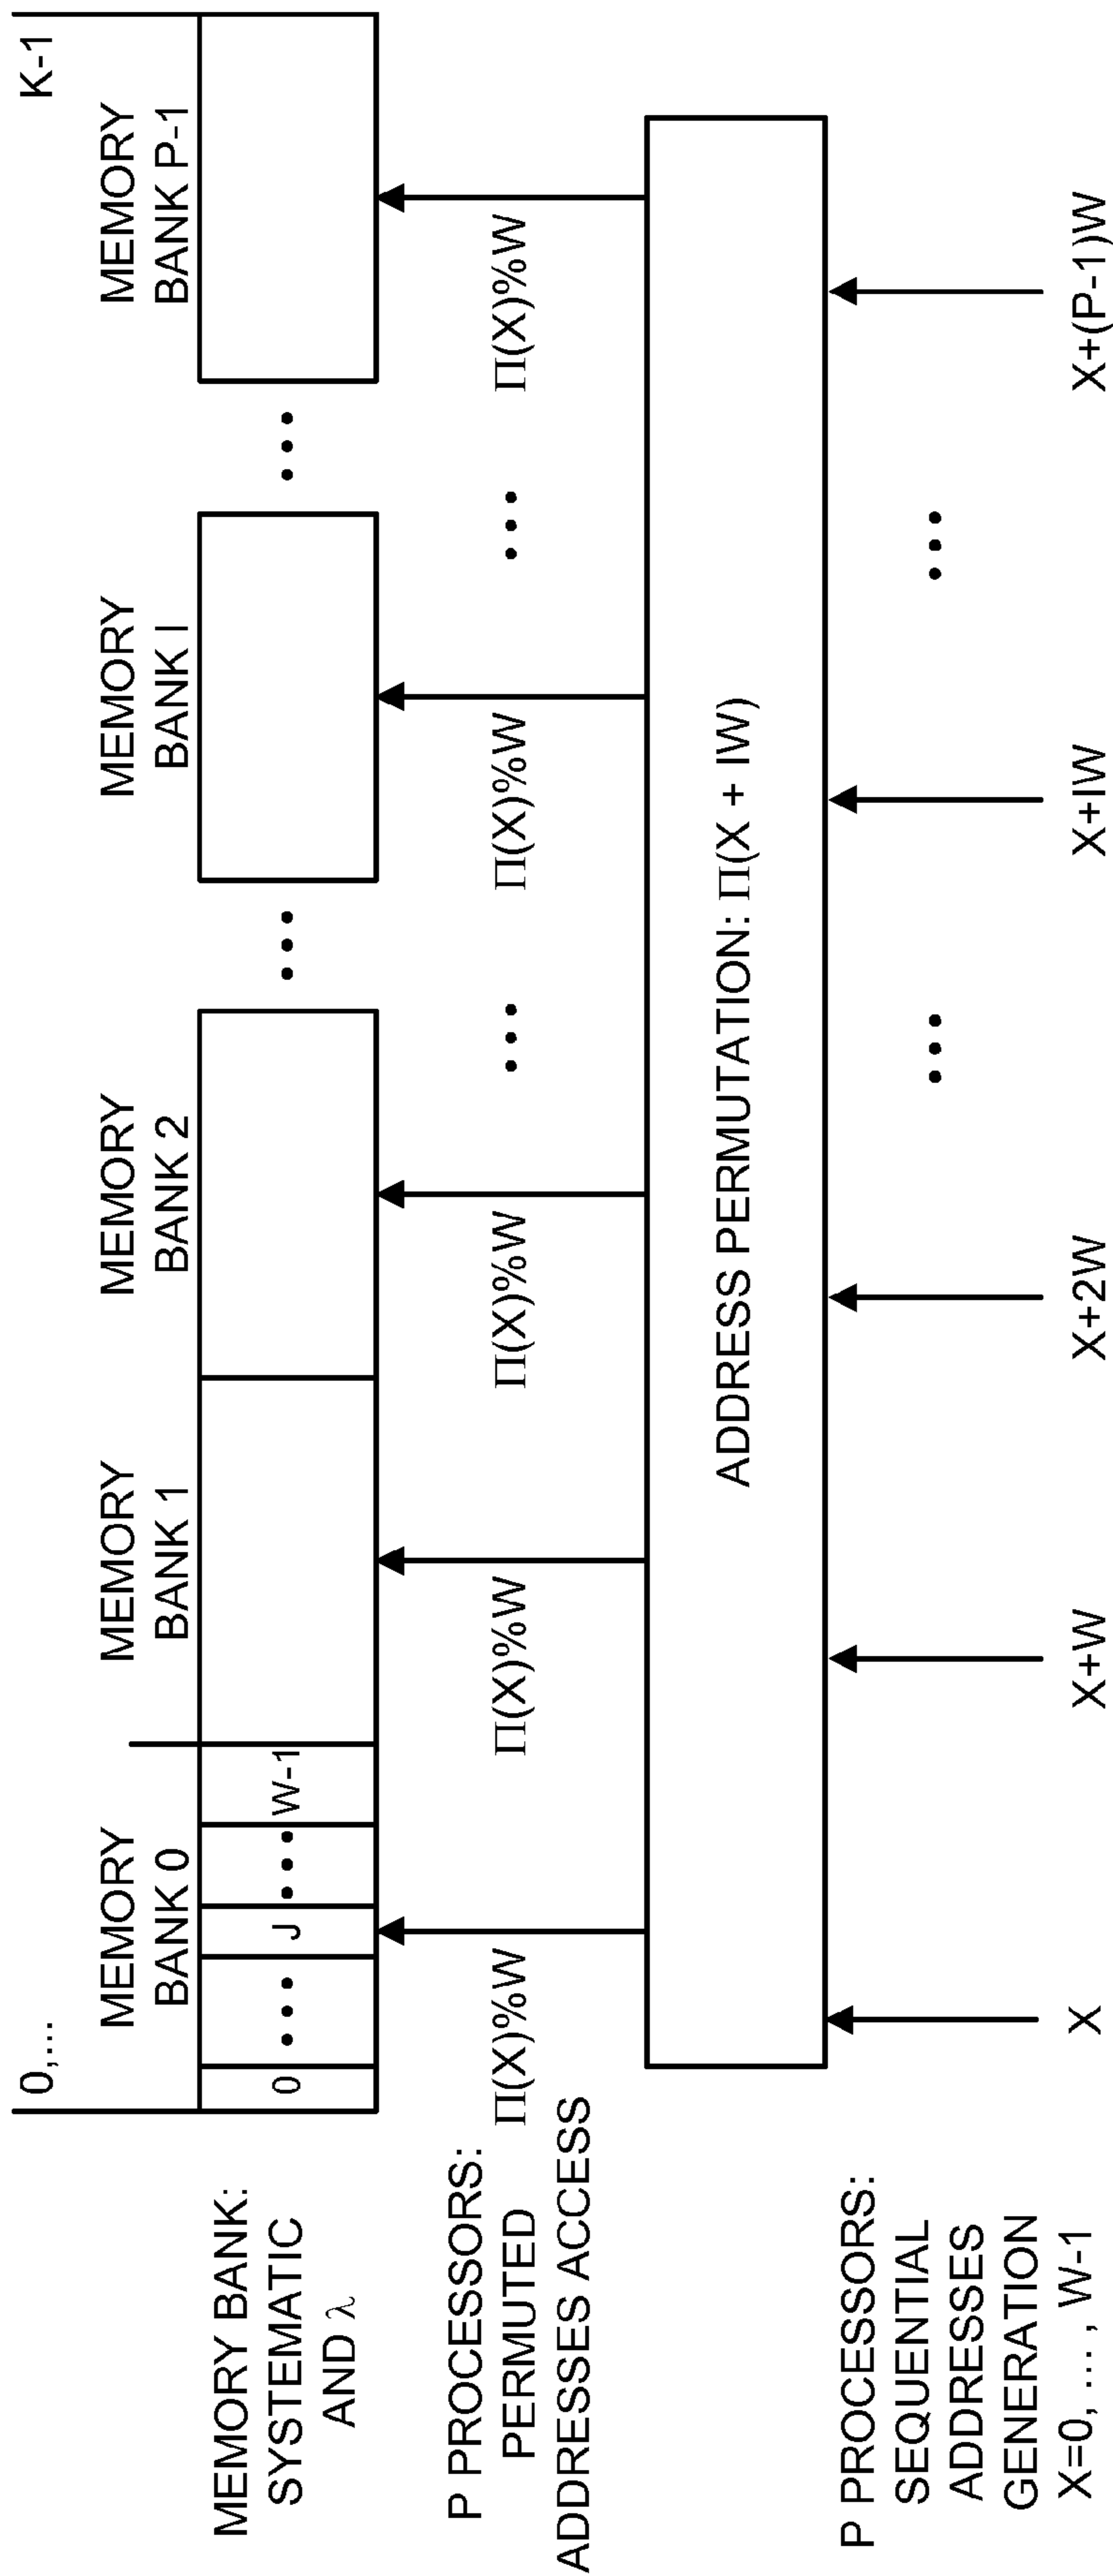 0,...
K-1
MEMORY BANK:
SYSTEMATIC
AND λ
MEMORY
BANK 0
MEMORY
BANK 1
MEMORY
BANK 2
MEMORY
BANK I
MEMORY
BANK P-1
0
...
J
...
W-1
...
...
P PROCESSORS:
PERMUTED
ADDRESSES ACCESS
Π(X)%W
Π(X)%W
Π(X)%W
...
Π(X)%W
...
Π(X)%W
ADDRESS PERMUTATION: Π(X + IW)
P PROCESSORS:
SEQUENTIAL
ADDRESSES
GENERATION
X=0, ... , W-1
X
X+W
X+2W
...
X+IW
...
X+(P-1)W